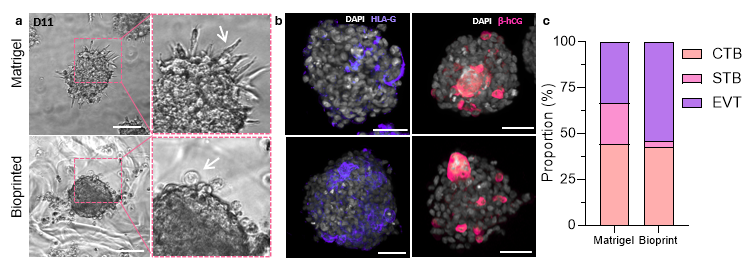 a
D11
Matrigel
Bioprinted
b
DAPI HLA-G
DAPI β-hCG
c
100
75
50
25
0
Proportion (%)
Matrigel Bioprint
CTB
STB
EVT